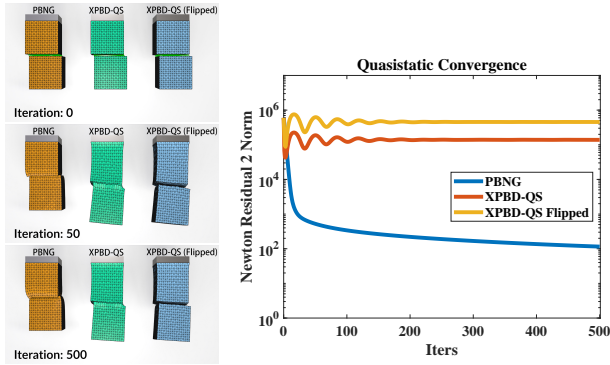 PBNG XPBD-QS XPBD-QS (Flipped)
Iteration: 0
PBNG XPBD-QS XPBD-QS (Flipped)
Iteration: 50
PBNG XPBD-QS XPBD-QS (Flipped)
Iteration: 500
Quasistatic Convergence
Newton Residual 2 Norm
10^6
10^4
10^2
10^0
PBNG
XPBD-QS
XPBD-QS Flipped
0 100 200 300 400 500
Iters